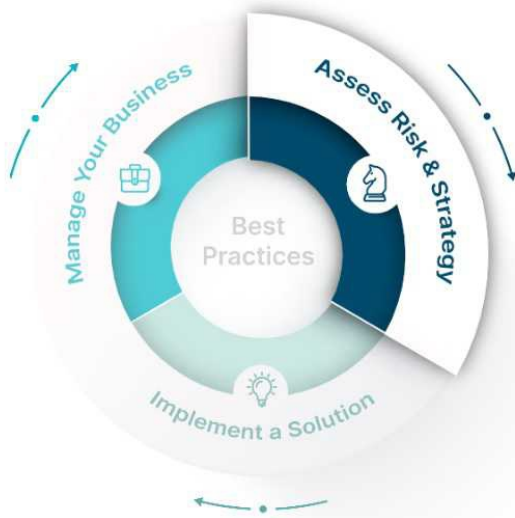 Manage Your Business
Assess Risk & Strategy
Best
Practices
Implement a Solution